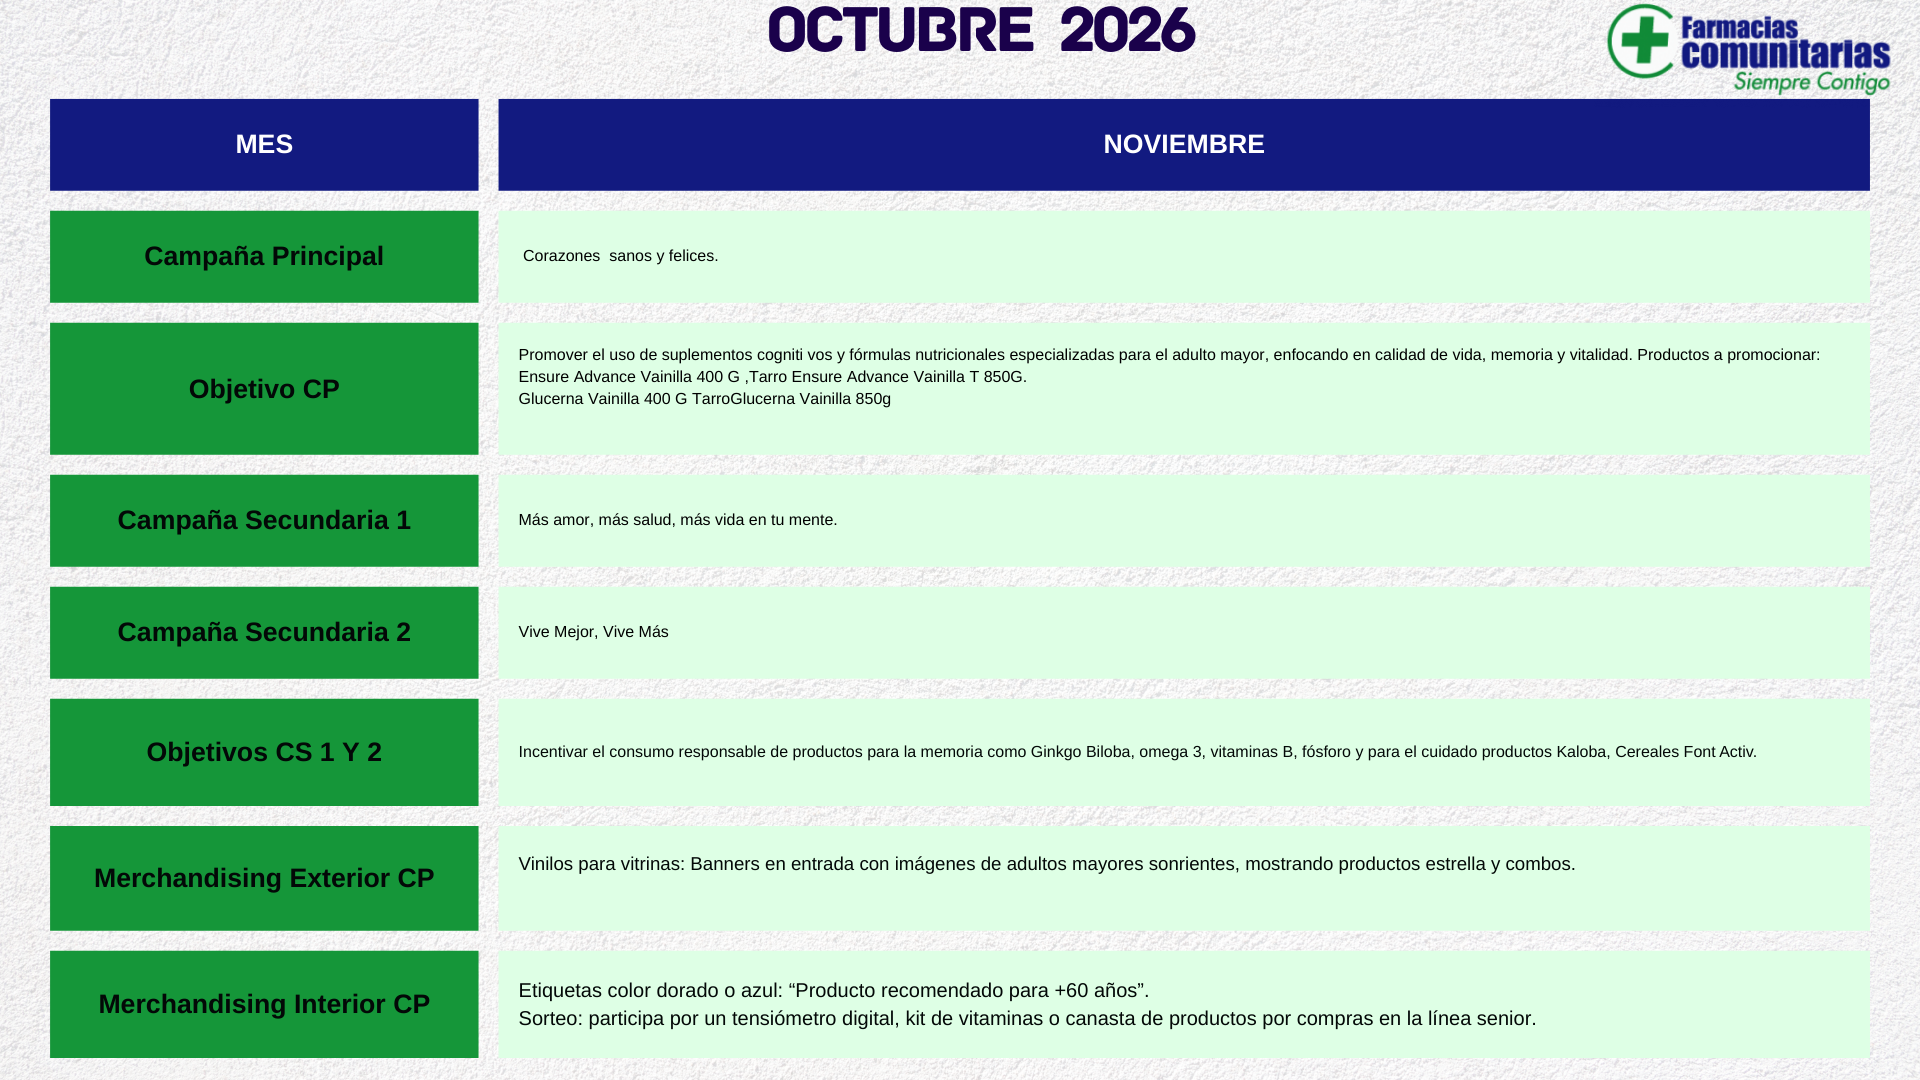 OCTUBRE 2026
Farmacias
comunitarias
Siempre Contigo
MES
NOVIEMBRE
Campaña Principal
Corazones  sanos y felices.
Objetivo CP
Promover el uso de suplementos cogniti vos y fórmulas nutricionales especializadas para el adulto mayor, enfocando en calidad de vida, memoria y vitalidad. Productos a promocionar:
Ensure Advance Vainilla 400 G ,Tarro Ensure Advance Vainilla T 850G.
Glucerna Vainilla 400 G TarroGlucerna Vainilla 850g
Campaña Secundaria 1
Más amor, más salud, más vida en tu mente.
Campaña Secundaria 2
Vive Mejor, Vive Más
Objetivos CS 1 Y 2
Incentivar el consumo responsable de productos para la memoria como Ginkgo Biloba, omega 3, vitaminas B, fósforo y para el cuidado productos Kaloba, Cereales Font Activ.
Merchandising Exterior CP
Vinilos para vitrinas: Banners en entrada con imágenes de adultos mayores sonrientes, mostrando productos estrella y combos.
Merchandising Interior CP
Etiquetas color dorado o azul: “Producto recomendado para +60 años”.
Sorteo: participa por un tensiómetro digital, kit de vitaminas o canasta de productos por compras en la línea senior.